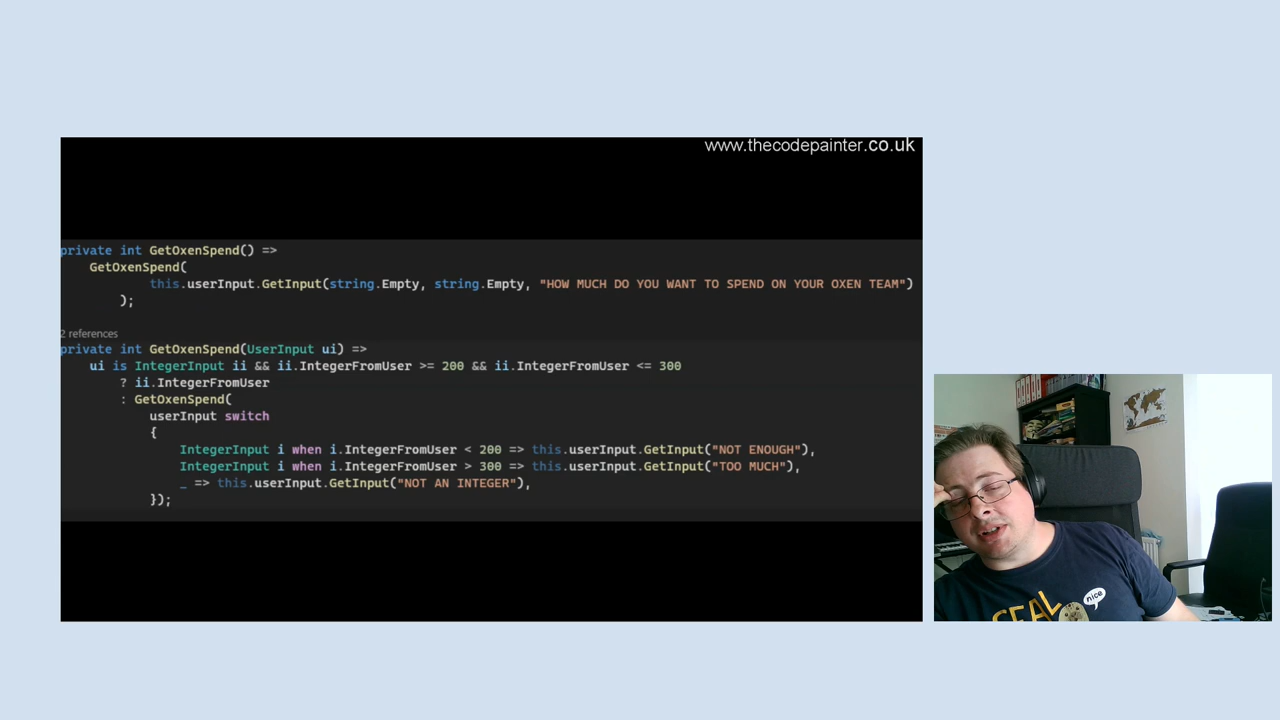 www.thecodepainter.co.uk
private int GetOxenSpend() =>
GetOxenSpend(
this.userInput.GetInput(string.Empty, string.Empty, "HOW MUCH DO YOU WANT TO SPEND ON YOUR OXEN TEAM")
);
2 references
private int GetOxenSpend(UserInput ui) =>
ui is IntegerInput ii && ii.IntegerFromUser >= 200 && ii.IntegerFromUser <= 300
? ii.IntegerFromUser
: GetOxenSpend(
userInput switch
{
IntegerInput i when i.IntegerFromUser < 200 => this.userInput.GetInput("NOT ENOUGH"),
IntegerInput i when i.IntegerFromUser > 300 => this.userInput.GetInput("TOO MUCH"),
_ => this.userInput.GetInput("NOT AN INTEGER"),
});
SEAL
nice